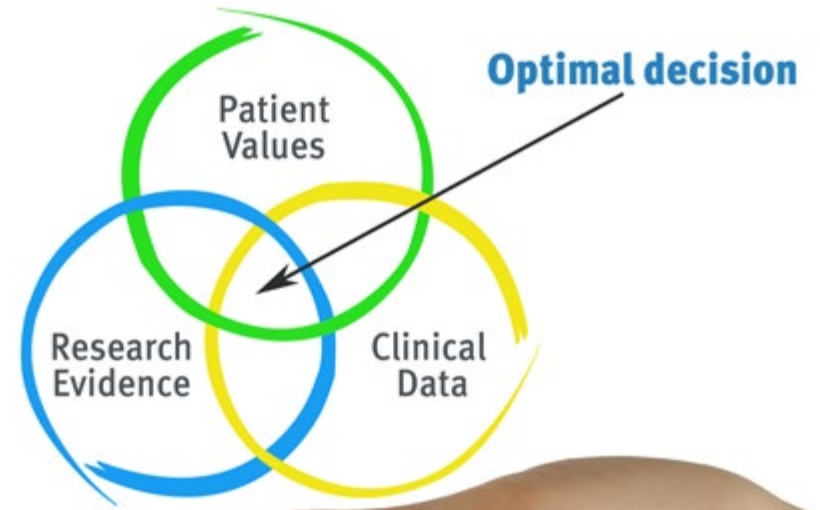 Optimal decision
Patient
Values
Research
Evidence
Clinical
Data